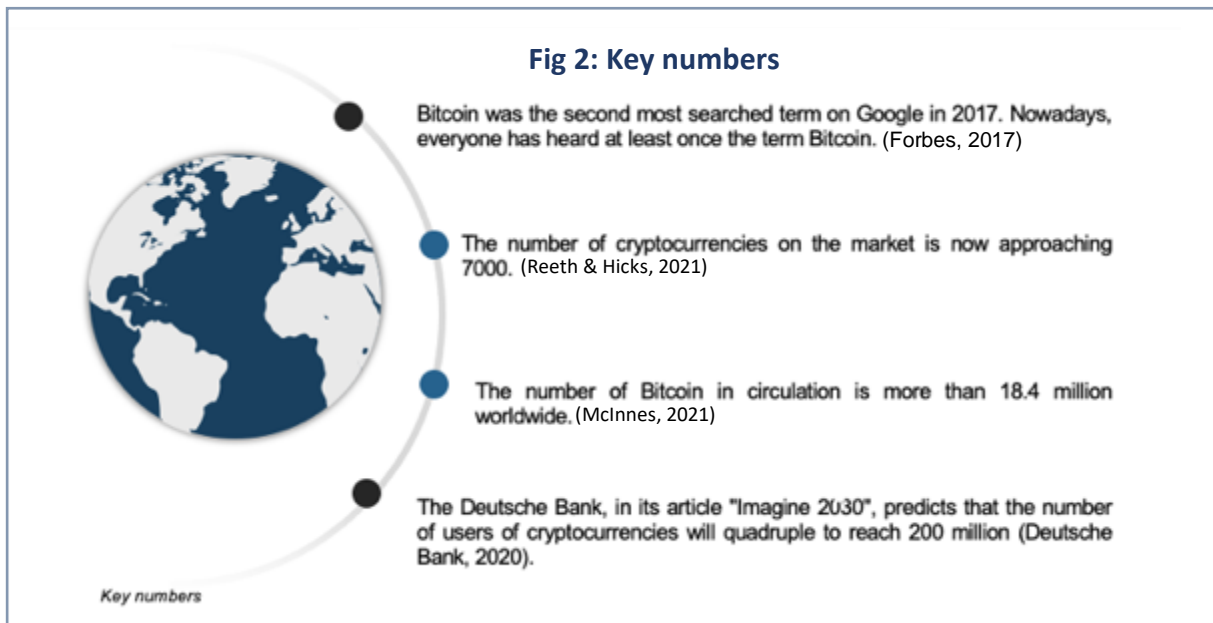 Fig 2: Key numbers
Bitcoin was the second most searched term on Google in 2017. Nowadays,
everyone has heard at least once the term Bitcoin. (Forbes, 2017)
The number of cryptocurrencies on the market is now approaching
7000. (Reeth & Hicks, 2021)
The number of Bitcoin in circulation is more than 18.4 million
worldwide. (McInnes, 2021)
The Deutsche Bank, in its article "Imagine 2030", predicts that the number
of users of cryptocurrencies will quadruple to reach 200 million (Deutsche
Bank, 2020).
Key numbers